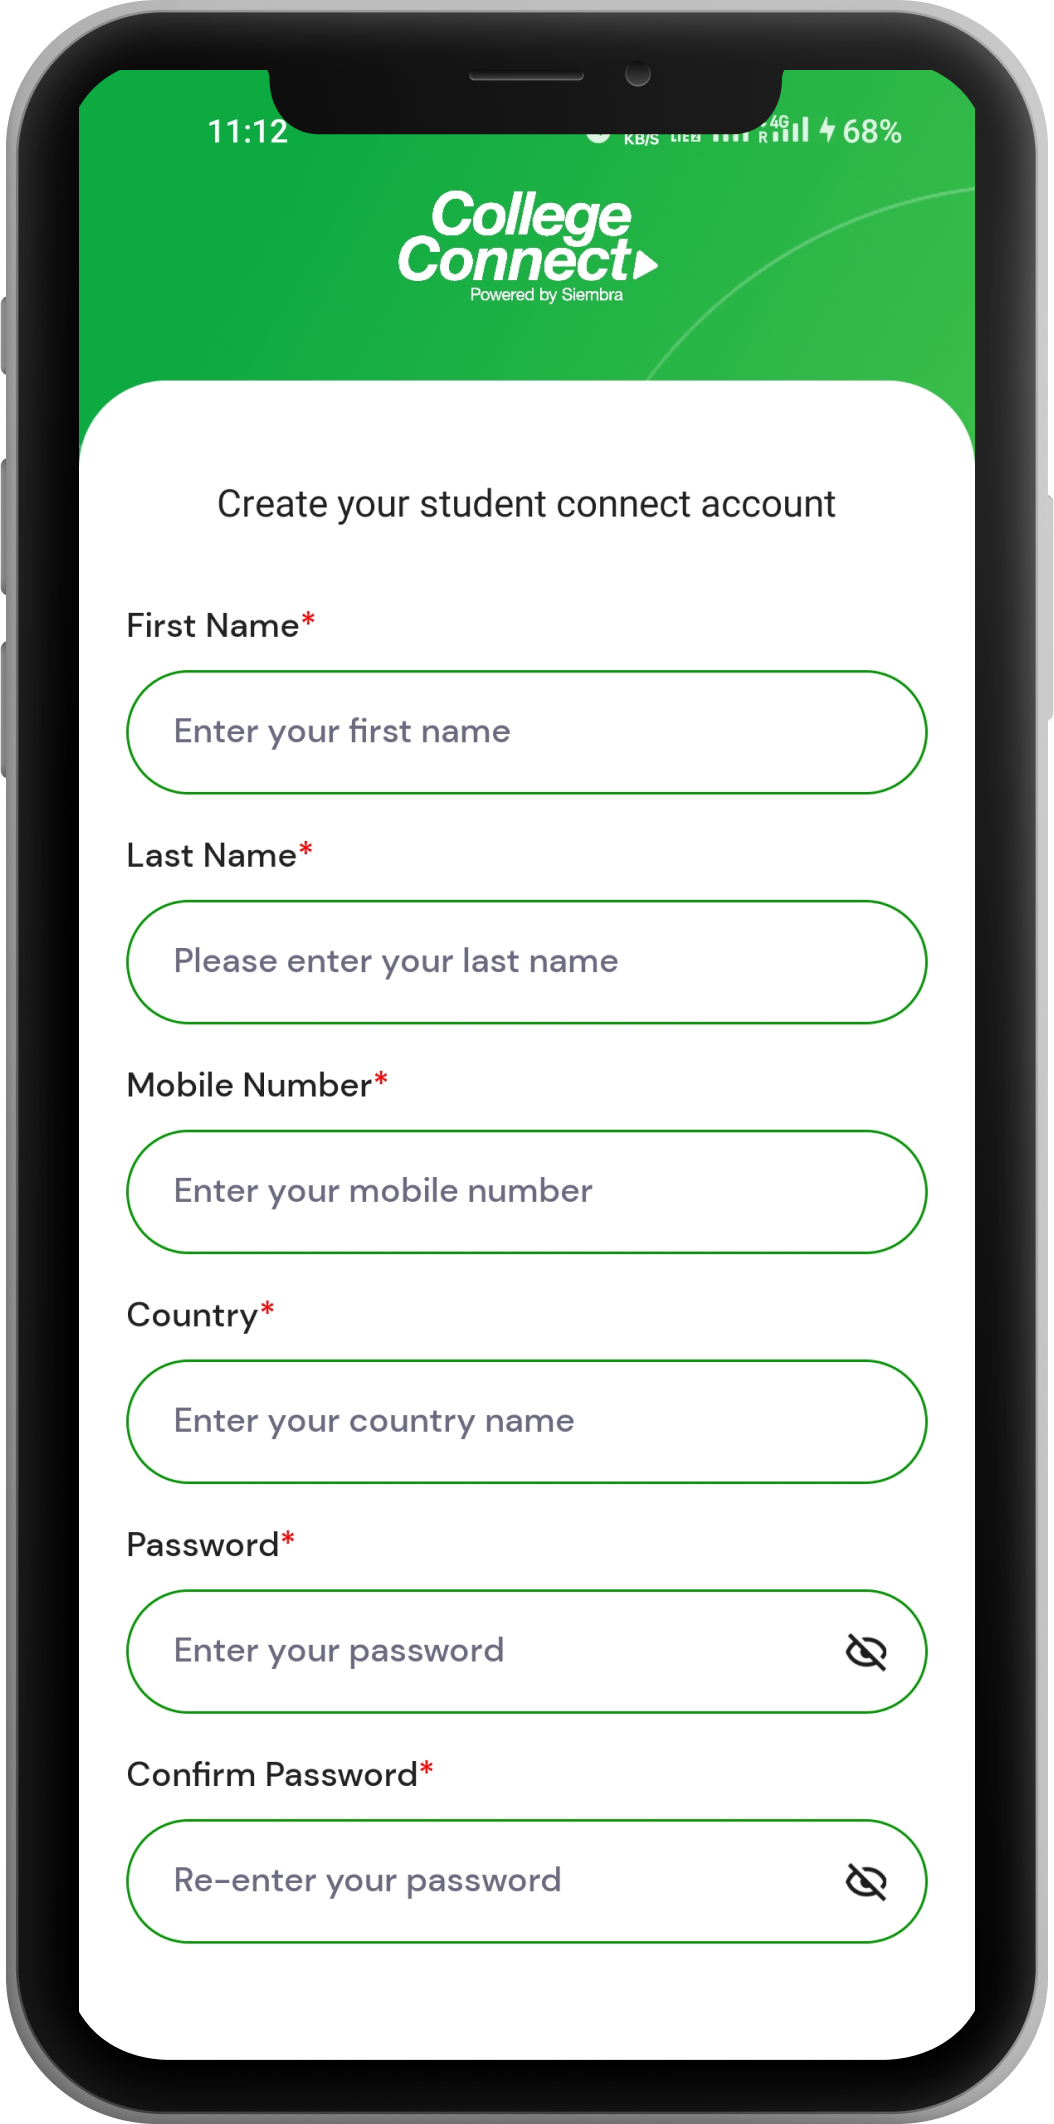 11:12 KB/S 4G R 68%
College
Connect
Powered by Siembra
Create your student connect account
First Name*
Enter your first name
Last Name*
Please enter your last name
Mobile Number*
Enter your mobile number
Country*
Enter your country name
Password*
Enter your password
Confirm Password*
Re-enter your password